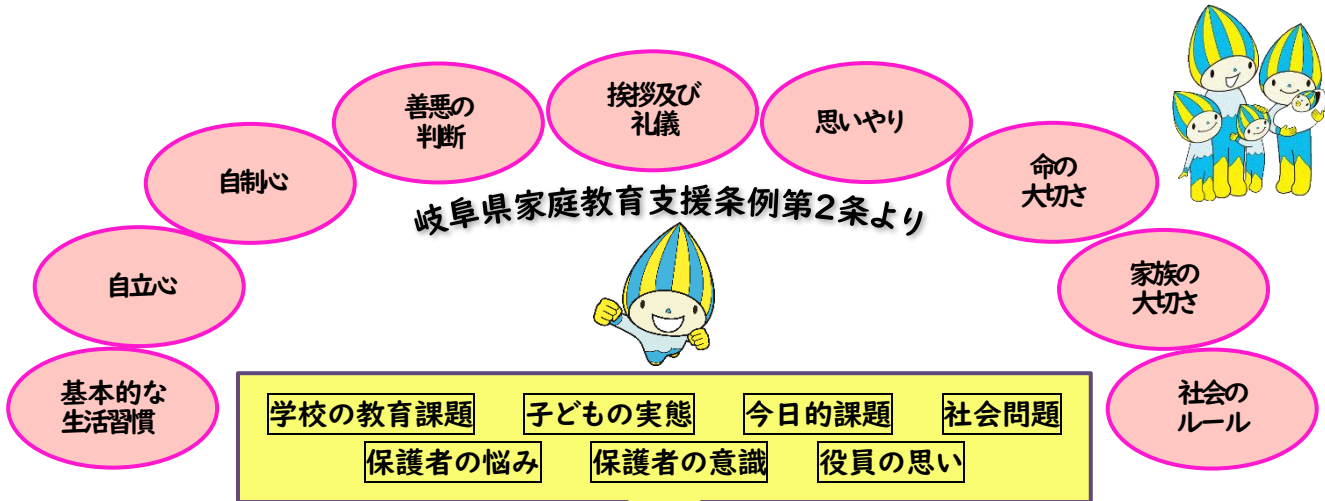 基本的な
生活習慣
自立心
自制心
善悪の
判断
挨拶及び
礼儀
思いやり
命の
大切さ
家族の
大切さ
社会の
ルール
岐阜県家庭教育支援条例第2条より
学校の教育課題 子どもの実態 今日的課題 社会問題
保護者の悩み 保護者の意識 役員の思い